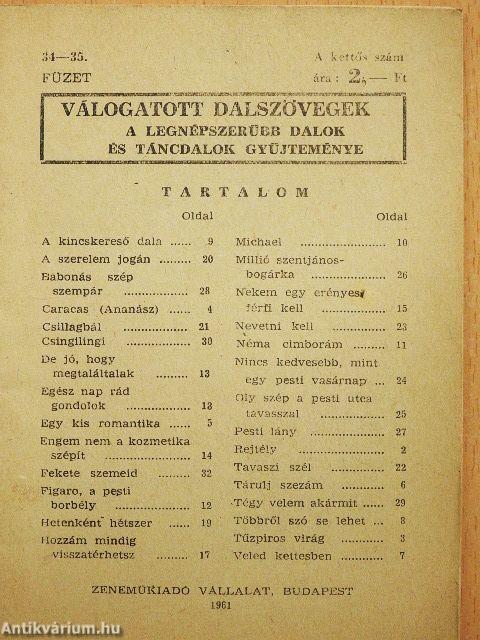 34—35.
FÜZET
A kettős szám
ára: 2,— Ft
VÁLOGATOTT DALSZÖVEGEK
A LEGNÉPSZERŰBB DALOK
ÉS TÁNCDALOK GYŰJTEMÉNYE
TARTALOM
Oldal
A kincskereső dala ...... 9
A szerelem jogán ......... 20
Babonás szép
szempár ................ 28
Caracas (Ananász) ...... 4
Csillagbál ................... 21
Csingilingi .................. 30
De jó, hogy
megtaláltalak ......... 13
Egész nap rád
gondolok ............... 18
Egy kis romantika ...... 5
Engem nem a kozmetika
szépít .................... 14
Fekete szemeid ......... 32
Figaro, a pesti
borbély .................. 12
Hetenként hétszer ...... 19
Hozzám mindig
visszatérhetsz ......... 17
Oldal
Michael ..................... 10
Millió szentjános-
bogárka .................. 26
Nekem egy erényes
férfi kell .................. 15
Nevetni kell ............... 23
Néma cimborám ......... 11
Nincs kedvesebb, mint
egy pesti vasárnap ... 24
Oly szép a pesti utca
tavasszal ............... 25
Pesti lány .................. 27
Rejtély ..................... 2
Tavaszi szél ............... 22
Tárulj szezám ............ 6
Tégy velem akármit ...... 29
Többről szó se lehet ... 8
Tűzpiros virág ............ 3
Veled kettesben ............ 7
ZENEMŰKIADÓ VÁLLALAT, BUDAPEST
1961
Antikvárium.hu